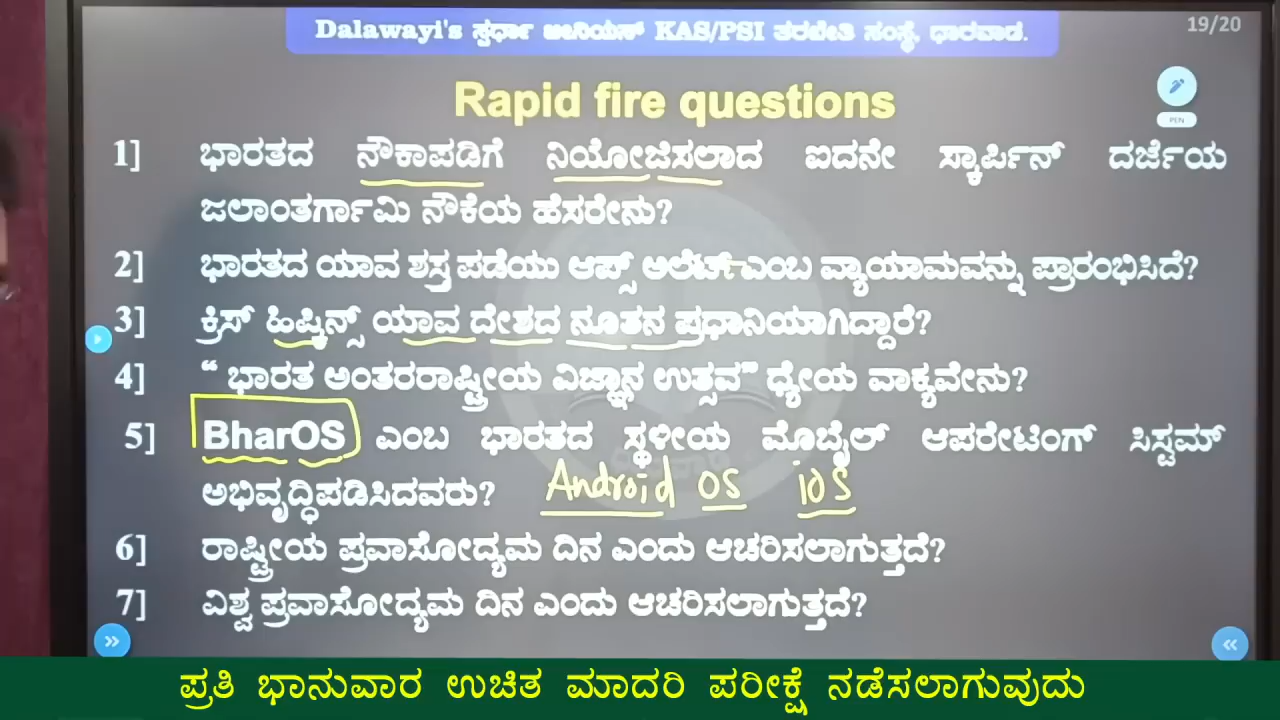 Dalawayi's ಸ್ಪರ್ಧಾ ಜೀನಿಯಸ್ KAS/PSI ತರಬೇತಿ ಸಂಸ್ಥೆ, ಧಾರವಾಡ.
19/20
Rapid fire questions
PEN
1] ಭಾರತದ ನೌಕಾಪಡೆಗೆ ನಿಯೋಜಿಸಲಾದ ಐದನೇ ಸ್ಕಾರ್ಪಿನ್ ದರ್ಜೆಯ
ಜಲಾಂತರ್ಗಾಮಿ ನೌಕೆಯ ಹೆಸರೇನು?
2] ಭಾರತದ ಯಾವ ಶಸ್ತ್ರಪಡೆಯು ಆಪ್ಸ್ ಅಲೆರ್ಟ್ ಎಂಬ ವ್ಯಾಯಾಮವನ್ನು ಪ್ರಾರಂಭಿಸಿದೆ?
3] ಕ್ರಿಸ್ ಹಿಪ್ಕಿನ್ಸ್ ಯಾವ ದೇಶದ ನೂತನ ಪ್ರಧಾನಿಯಾಗಿದ್ದಾರೆ?
4] “ ಭಾರತ ಅಂತರರಾಷ್ಟ್ರೀಯ ವಿಜ್ಞಾನ ಉತ್ಸವ” ಧ್ಯೇಯ ವಾಕ್ಯವೇನು?
5] BharOS ಎಂಬ ಭಾರತದ ಸ್ಥಳೀಯ ಮೊಬೈಲ್ ಆಪರೇಟಿಂಗ್ ಸಿಸ್ಟಮ್
ಅಭಿವೃದ್ಧಿಪಡಿಸಿದವರು? Android OS iOS
6] ರಾಷ್ಟ್ರೀಯ ಪ್ರವಾಸೋದ್ಯಮ ದಿನ ಎಂದು ಆಚರಿಸಲಾಗುತ್ತದೆ?
7] ವಿಶ್ವ ಪ್ರವಾಸೋದ್ಯಮ ದಿನ ಎಂದು ಆಚರಿಸಲಾಗುತ್ತದೆ?
ಪ್ರತಿ ಭಾನುವಾರ ಉಚಿತ ಮಾದರಿ ಪರೀಕ್ಷೆ ನಡೆಸಲಾಗುವುದು